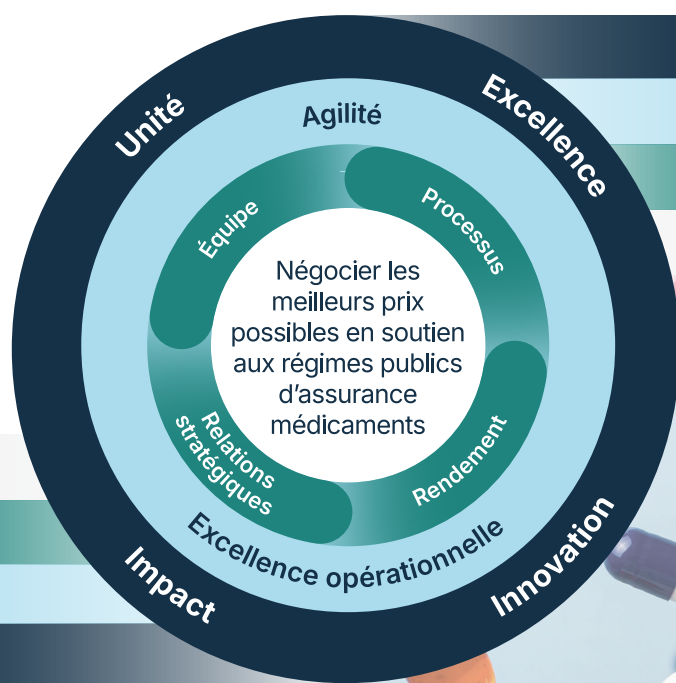 Unité
Excellence
Agilité
Équipe
Processus
Négocier les
meilleurs prix
possibles en soutien
aux régimes publics
d'assurance
médicaments
Relations
stratégiques
Rendement
Excellence opérationnelle
Impact
Innovation